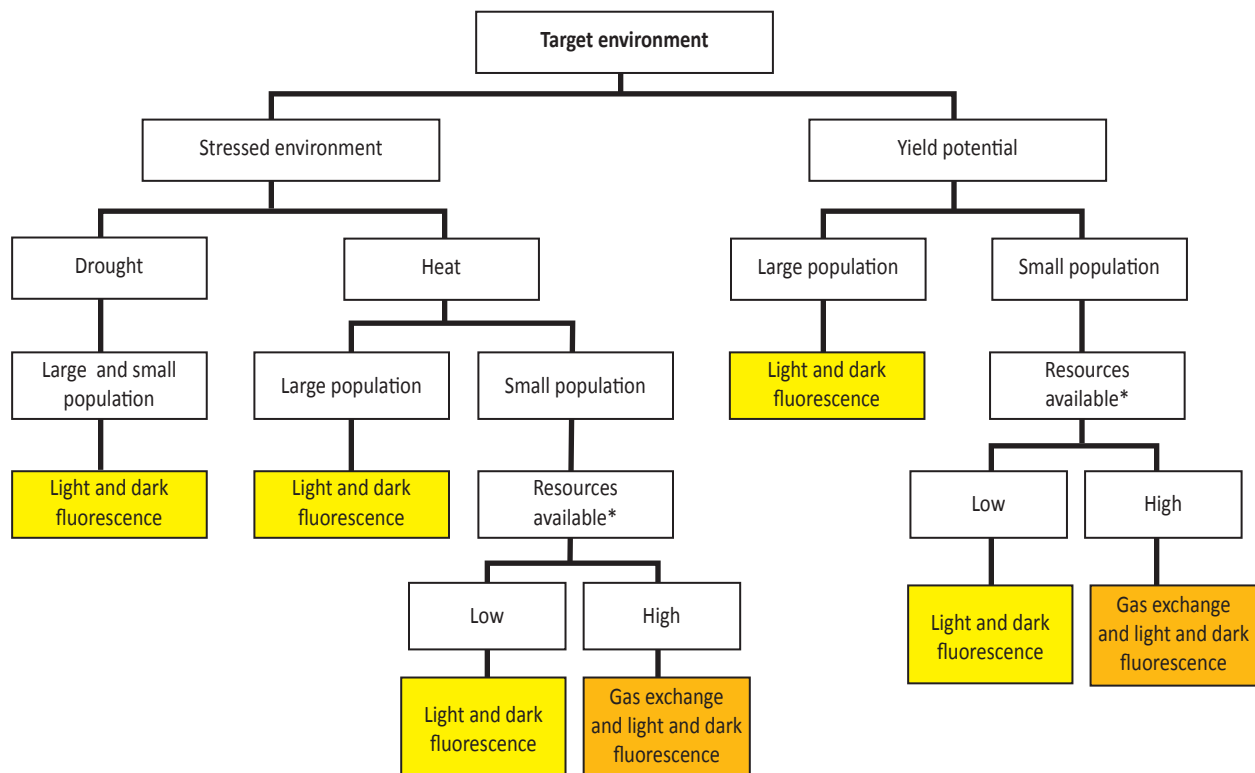 Target environment
Stressed environment
Yield potential
Drought
Heat
Large population
Small population
Large and small
population
Large population
Small population
Light and dark
fluorescence
Resources
available*
Light and dark
fluorescence
Light and dark
fluorescence
Resources
available*
Low
High
Low
High
Light and dark
fluorescence
Gas exchange
and light and dark
fluorescence
Light and dark
fluorescence
Gas exchange
and light and dark
fluorescence